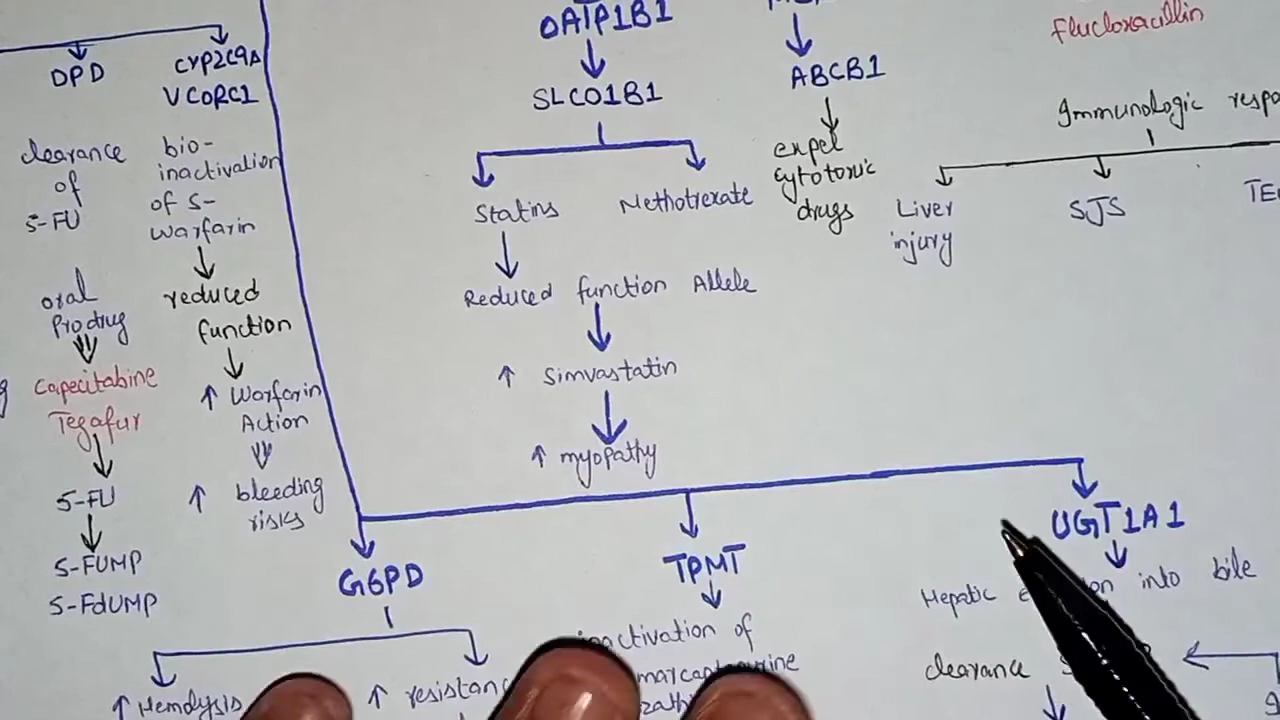 DPD
CYP2C9A
VCORC1
clearance
of
5-FU
bio-
inactivation
of S-
warfarin
oral
Prodrug
Capecitabine
Tegafur
5-FU
5-FUMP
5-FdUMP
reduced
function
↑ Warfarin
Action
↑ bleeding
risks
OATP1B1
SLCO1B1
Statins
Methotrexate
Reduced function Allele
↑ Simvastatin
↑ myopathy
ABCB1
expel
cytotoxic
drugs
Flucloxacillin
Immunologic
Liver
injury
SJS
G6PD
↑ Hemolysis
↑
TPMT
of
UGT1A1
Hepatic into bile
clearance